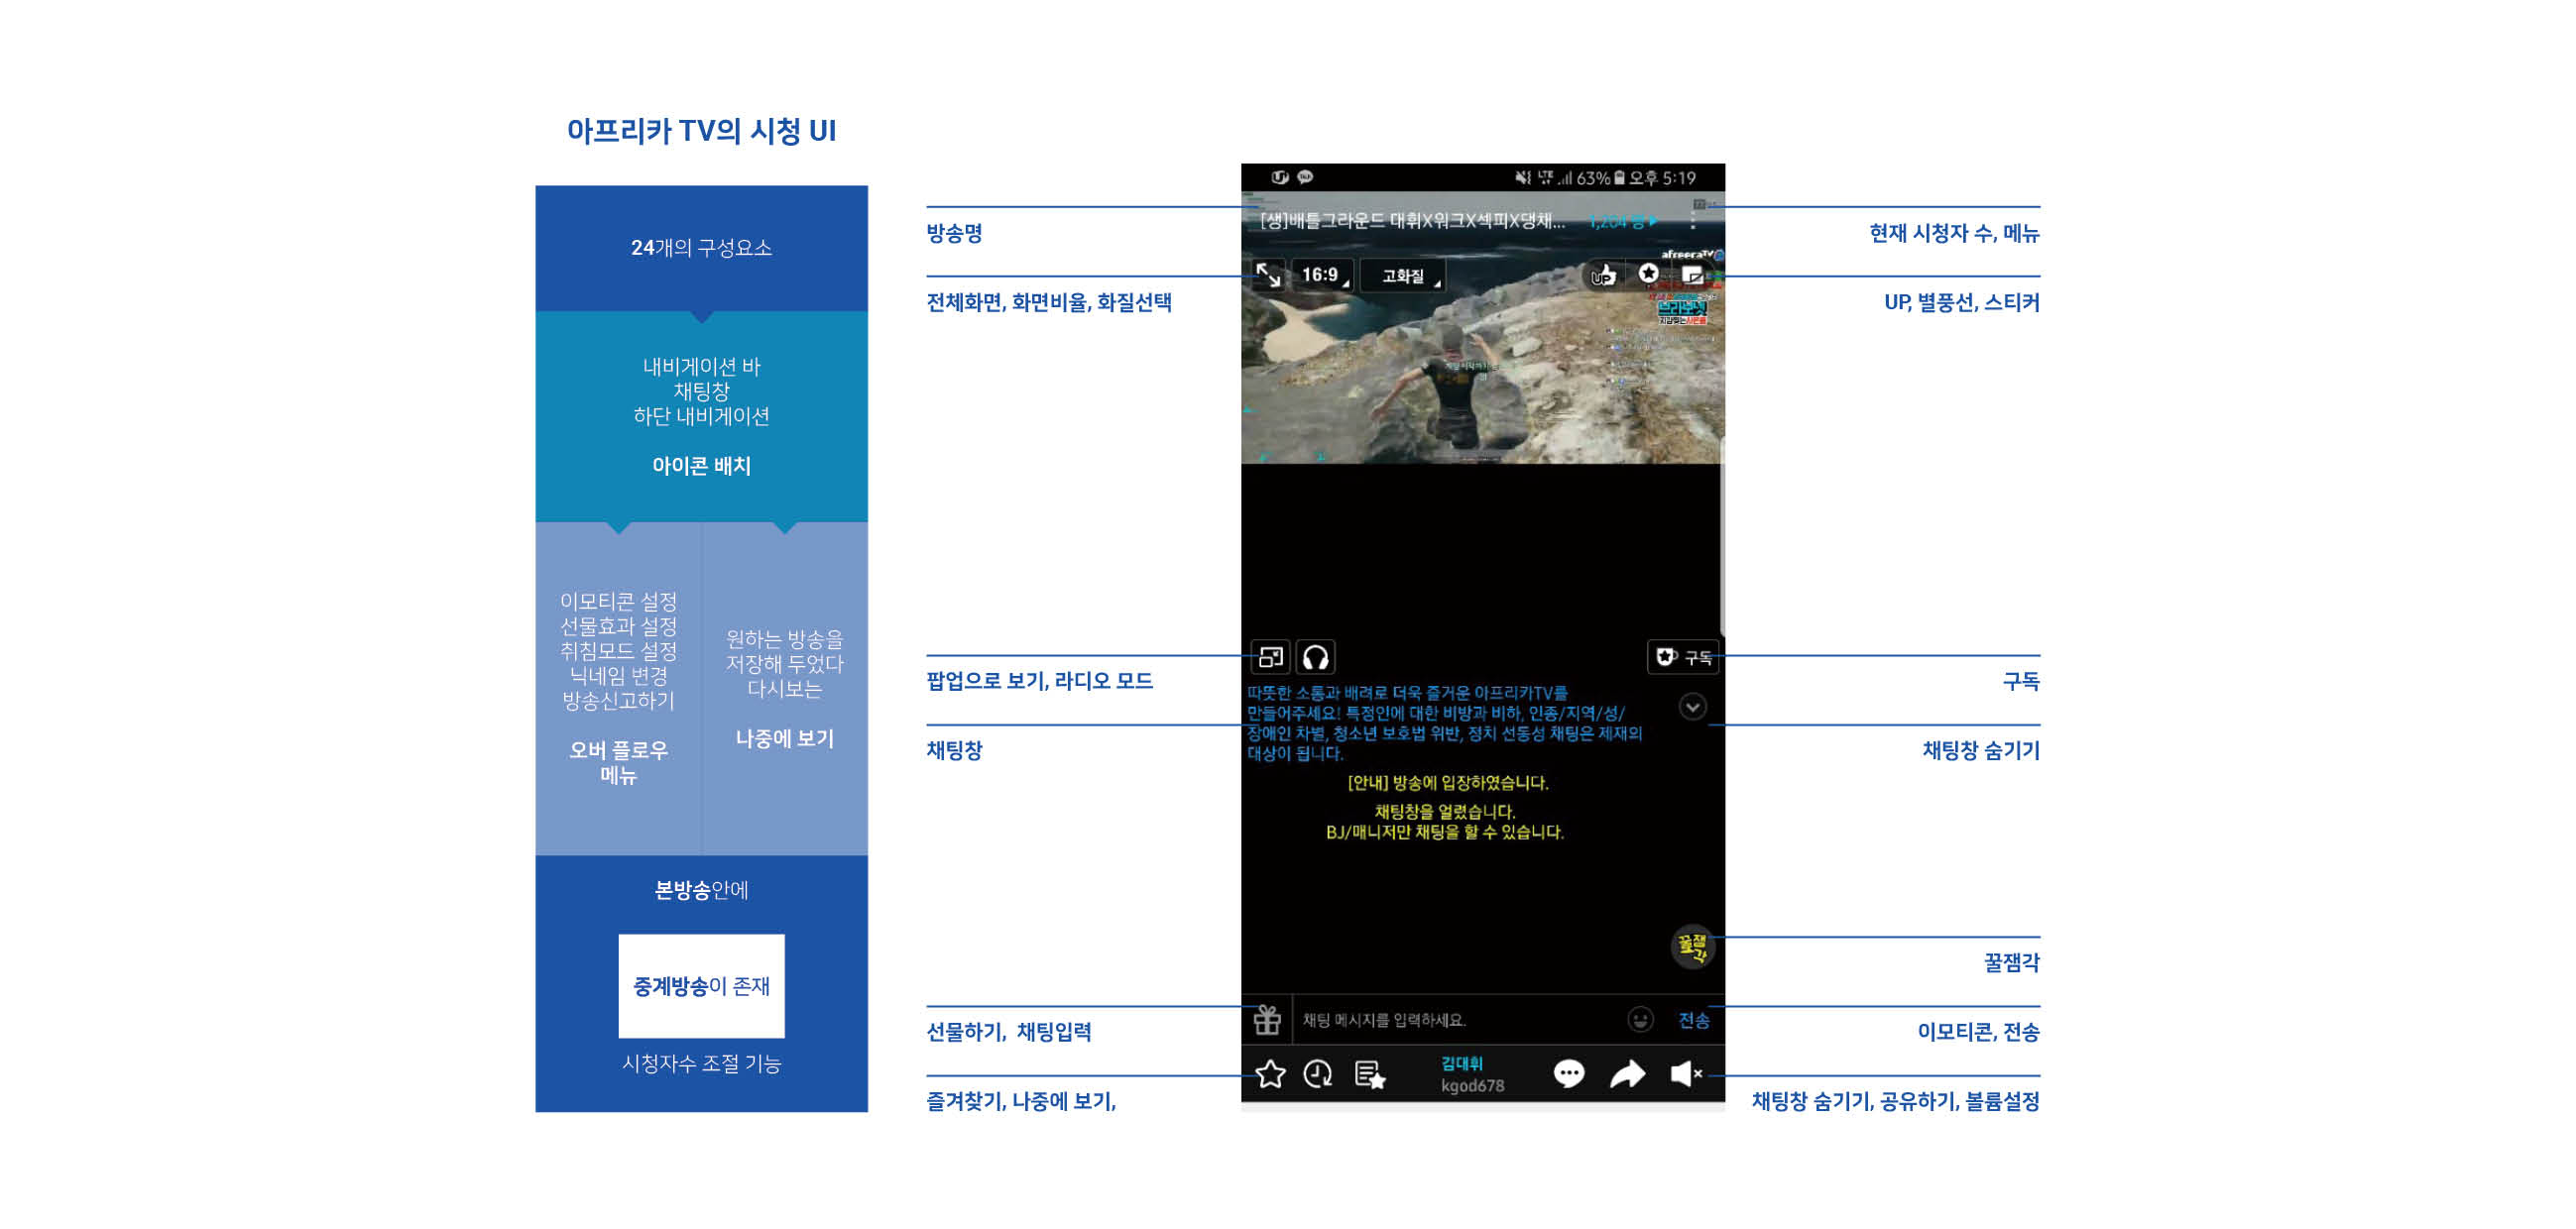 아프리카 TV의 시청 UI
24개의 구성요소
내비게이션 바
채팅창
하단 내비게이션
아이콘 배치
이모티콘 설정
선물효과 설정
취침모드 설정
닉네임 변경
방송신고하기
오버 플로우
메뉴
원하는 방송을
저장해 두었다
다시보는
나중에 보기
본방송안에
중계방송이 존재
시청자수 조절 기능
방송명
전체화면, 화면비율, 화질선택
팝업으로 보기, 라디오 모드
채팅창
선물하기, 채팅입력
즐겨찾기, 나중에 보기,
LTE 63% 오후 5:19
[생]배틀그라운드 대휘X워크X섹피X댕채... 1,204 명
afreecaTV
16:9 고화질 UP
구독
따뜻한 소통과 배려로 더욱 즐거운 아프리카TV를
만들어주세요! 특정인에 대한 비방과 비하, 인종/지역/성/
장애인 차별, 청소년 보호법 위반, 정치 선동성 채팅은 제재의
대상이 됩니다.
[안내] 방송에 입장하였습니다.
채팅창을 얼렸습니다.
BJ/매니저만 채팅을 할 수 있습니다.
꿀잼각
채팅 메시지를 입력하세요. 전송
김대휘
kgod678
현재 시청자 수, 메뉴
UP, 별풍선, 스티커
구독
채팅창 숨기기
꿀잼각
이모티콘, 전송
채팅창 숨기기, 공유하기, 볼륨설정